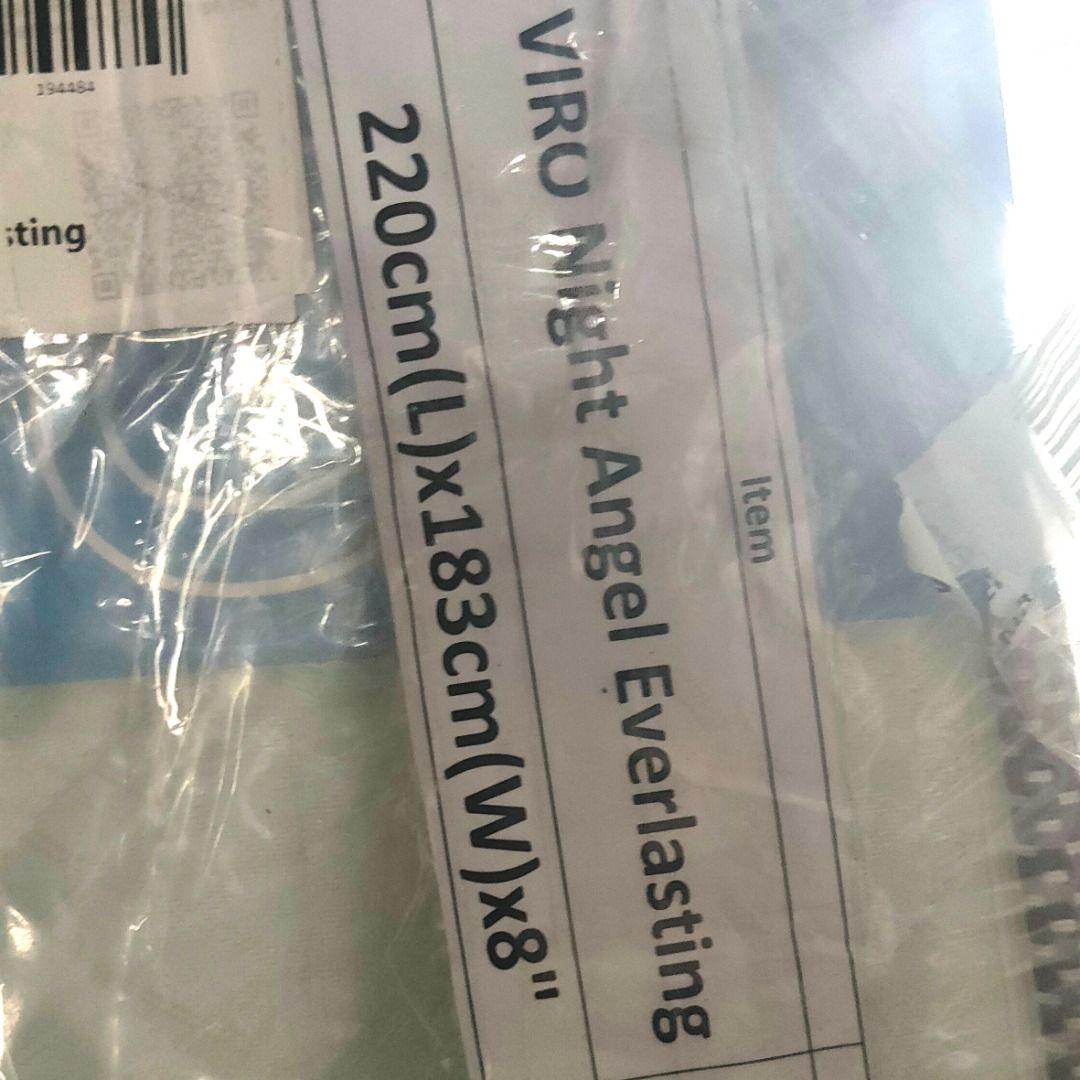 Item
VIRO Night Angel Everlasting
220cm(L)x183cm(W)x8"
194484
sting